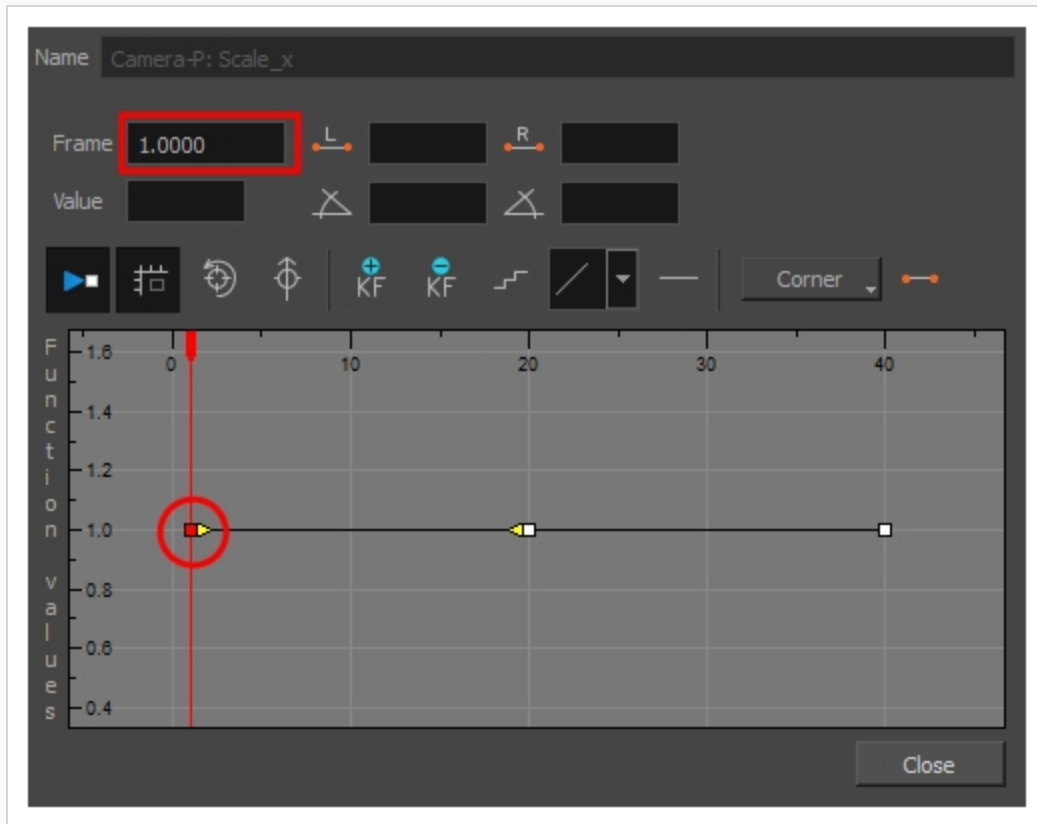 Name Camera-P: Scale_x
Frame 1.0000 L R
Value
KF KF Corner
Function values
1.6
0 10 20 30 40
1.4
1.2
1.0
0.8
0.6
0.4
Close